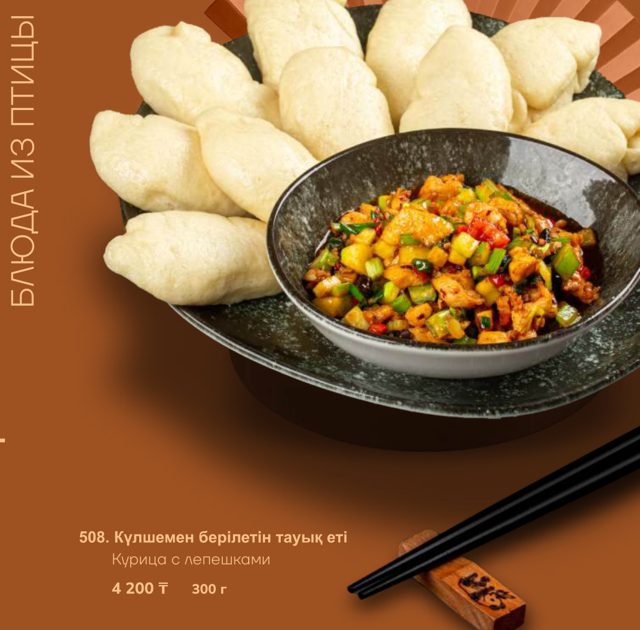 БЛЮДА ИЗ ПТИЦЫ
508. Күлшемен берілетін тауық еті
Курица с лепешками
4 200 ₸ 300 г